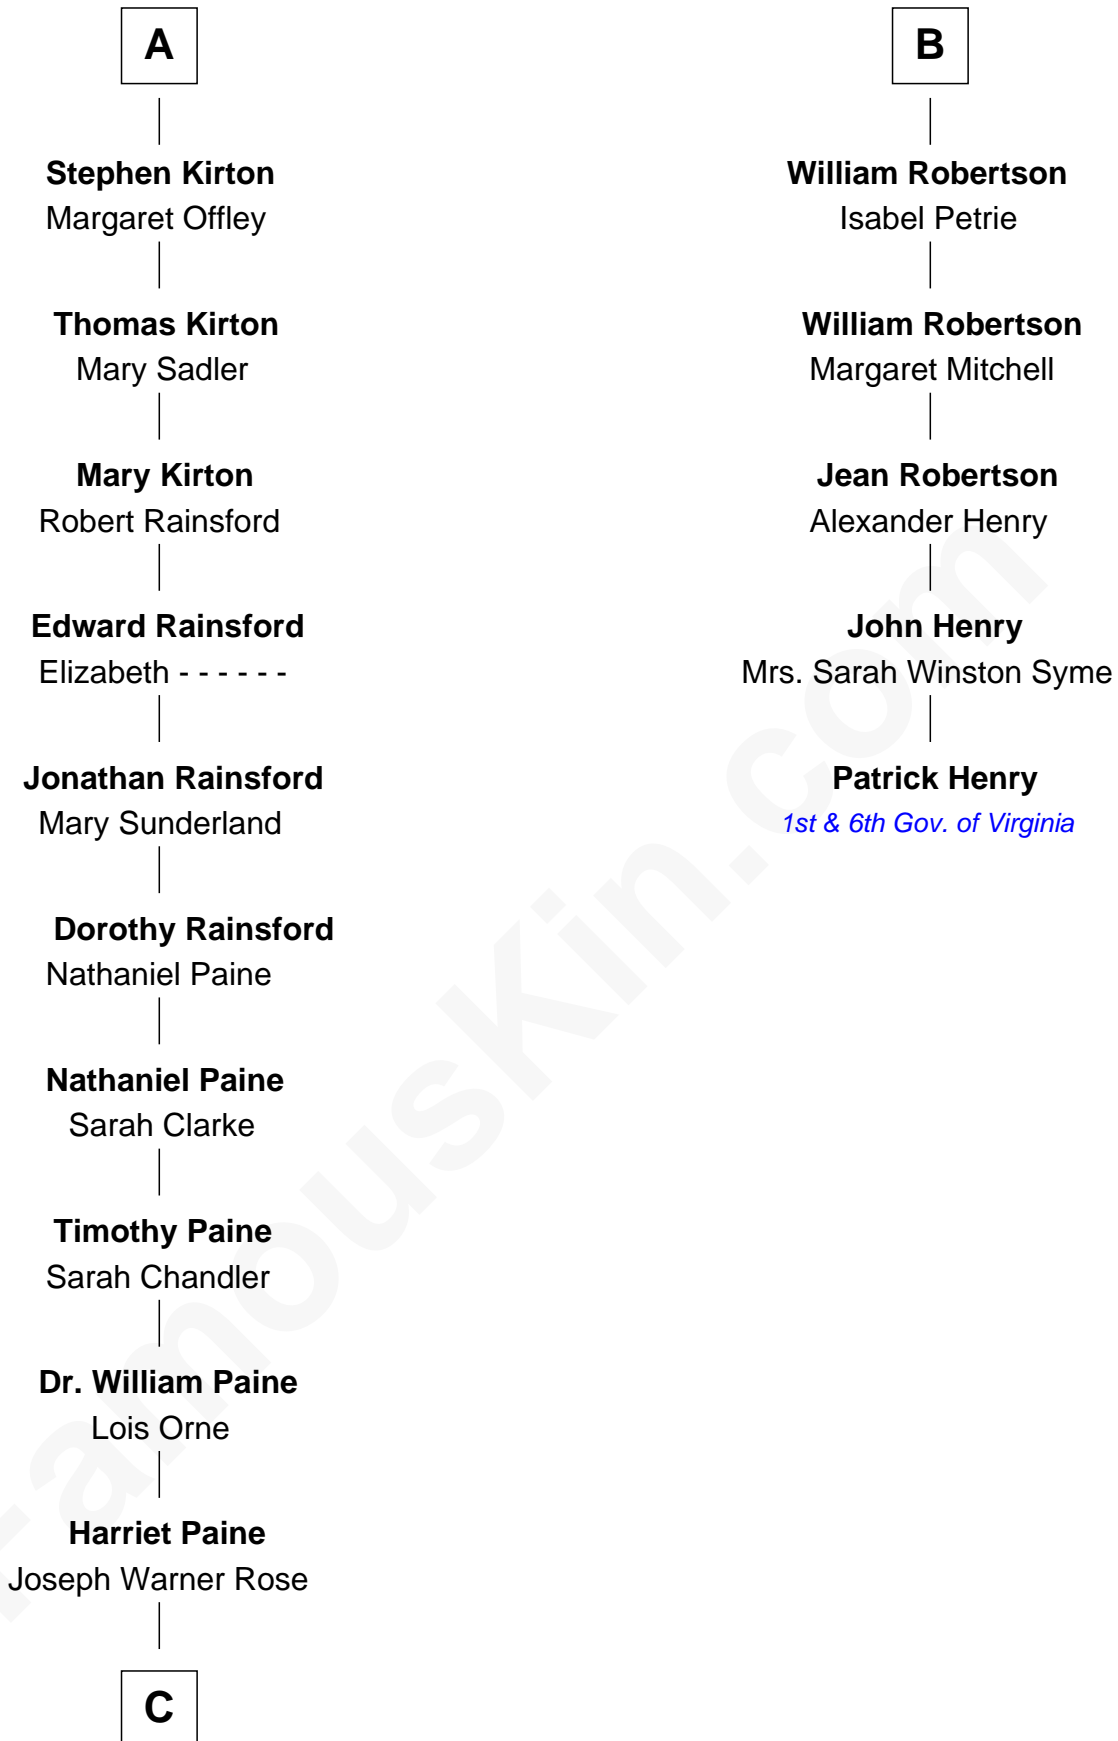 A
Stephen Kirton
Margaret Offley
Thomas Kirton
Mary Sadler
Mary Kirton
Robert Rainsford
Edward Rainsford
Elizabeth - - - - - -
Jonathan Rainsford
Mary Sunderland
Dorothy Rainsford
Nathaniel Paine
Nathaniel Paine
Sarah Clarke
Timothy Paine
Sarah Chandler
Dr. William Paine
Lois Orne
Harriet Paine
Joseph Warner Rose
C
B
William Robertson
Isabel Petrie
William Robertson
Margaret Mitchell
Jean Robertson
Alexander Henry
John Henry
Mrs. Sarah Winston Syme
Patrick Henry
1st & 6th Gov. of Virginia
FamousKin.com